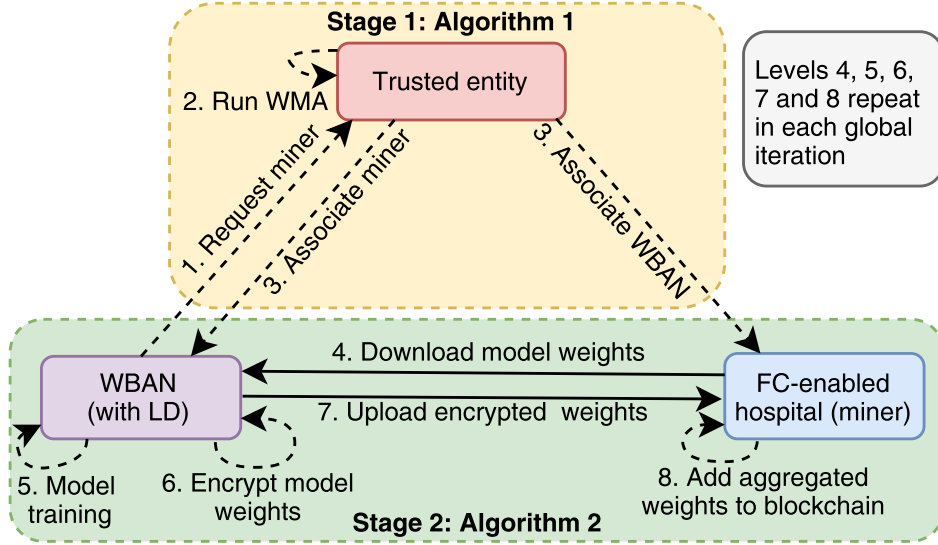 Stage 1: Algorithm 1
Trusted entity
2. Run WMA
Levels 4, 5, 6,
7 and 8 repeat
in each global
iteration
1. Request miner
3. Associate miner
3. Associate WBAN
WBAN
(with LD)
4. Download model weights
7. Upload encrypted weights
FC-enabled
hospital (miner)
5. Model
training
6. Encrypt model
weights
8. Add aggregated
weights to blockchain
Stage 2: Algorithm 2